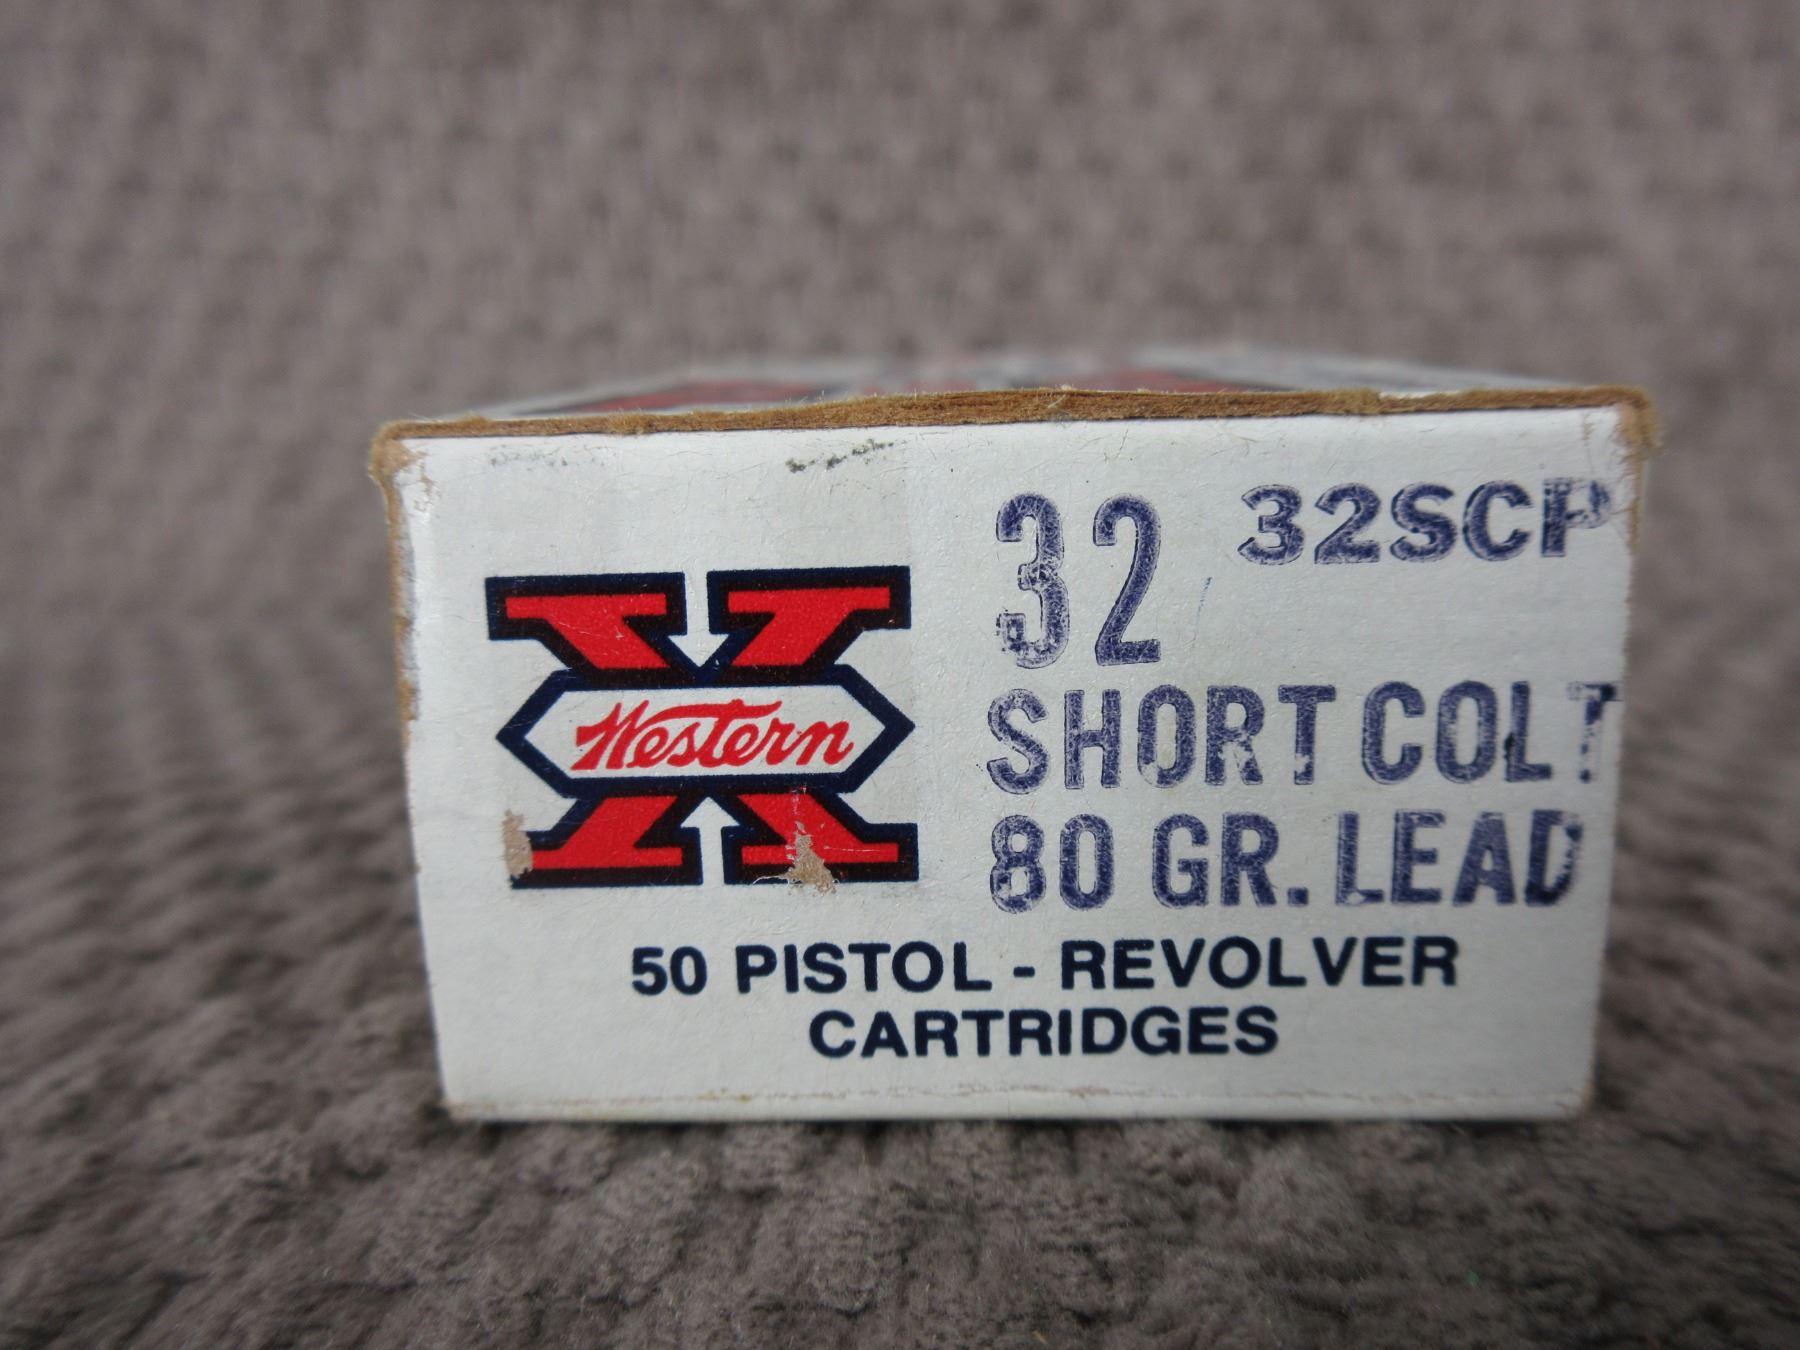 Western
32 32SCP
SHORT COLT
80 GR. LEAD
50 PISTOL - REVOLVER
CARTRIDGES